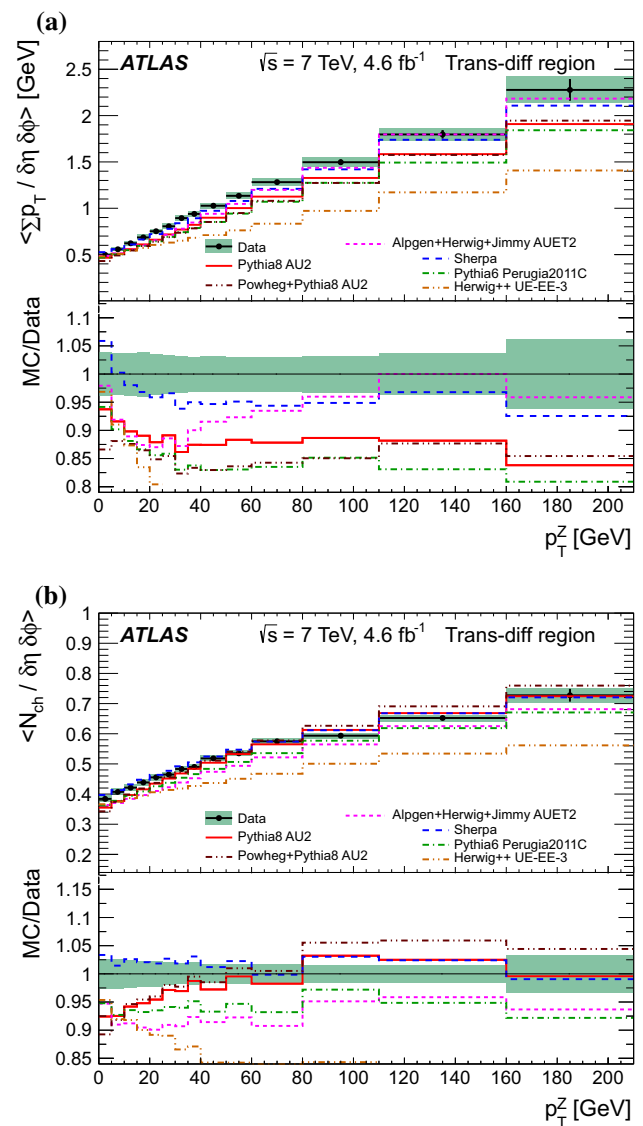 (a)
<Σp_T / δη δϕ> [GeV]
ATLAS √s = 7 TeV, 4.6 fb⁻¹ Trans-diff region
2.5
2
1.5
1
0.5
0
Data
Pythia8 AU2
Powheg+Pythia8 AU2
Alpgen+Herwig+Jimmy AUET2
Sherpa
Pythia6 Perugia2011C
Herwig++ UE-EE-3
MC/Data
1.1
1.05
1
0.95
0.9
0.85
0.8
0 20 40 60 80 100 120 140 160 180 200
p_T^Z [GeV]
(b)
<N_ch / δη δϕ>
ATLAS √s = 7 TeV, 4.6 fb⁻¹ Trans-diff region
1
0.9
0.8
0.7
0.6
0.5
0.4
0.3
0.2
Data
Pythia8 AU2
Powheg+Pythia8 AU2
Alpgen+Herwig+Jimmy AUET2
Sherpa
Pythia6 Perugia2011C
Herwig++ UE-EE-3
MC/Data
1.15
1.1
1.05
1
0.95
0.9
0.85
0 20 40 60 80 100 120 140 160 180 200
p_T^Z [GeV]